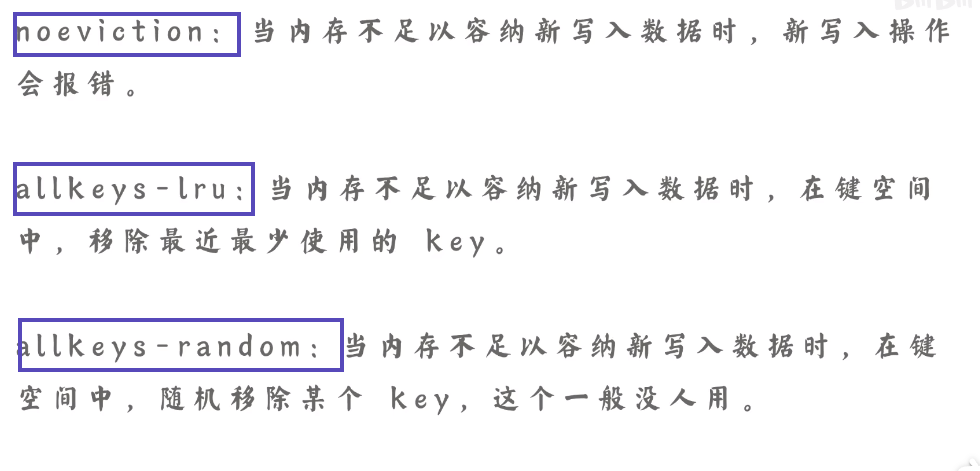 noeviction：当内存不足以容纳新写入数据时，新写入操作
会报错。
allkeys-lru：当内存不足以容纳新写入数据时，在键空间
中，移除最近最少使用的 key。
allkeys-random：当内存不足以容纳新写入数据时，在键
空间中，随机移除某个 key，这个一般没人用。